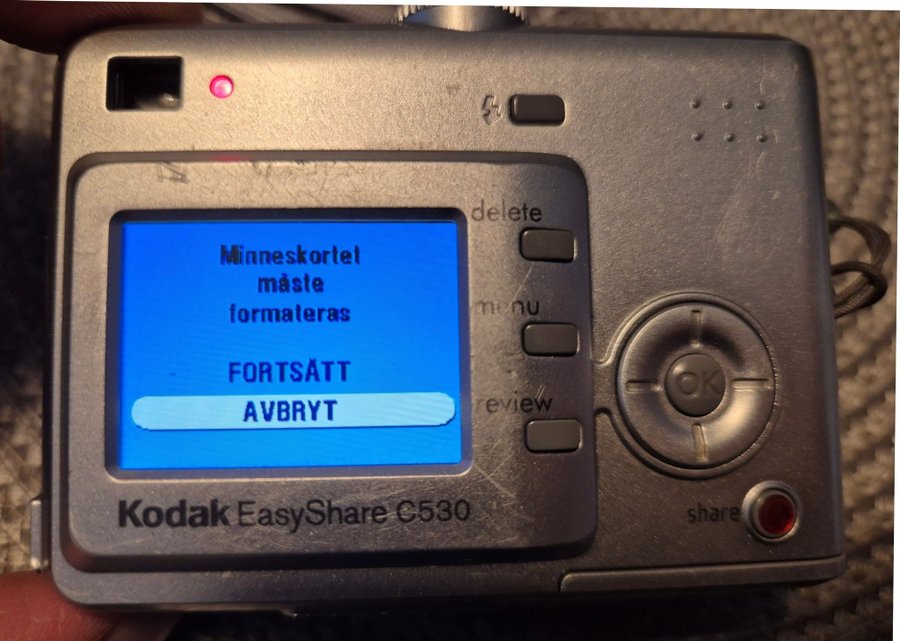 delete
Minneskortet
måste
formateras
menu
FORTSÄTT
AVBRYT
OK
review
Kodak EasyShare C530
share